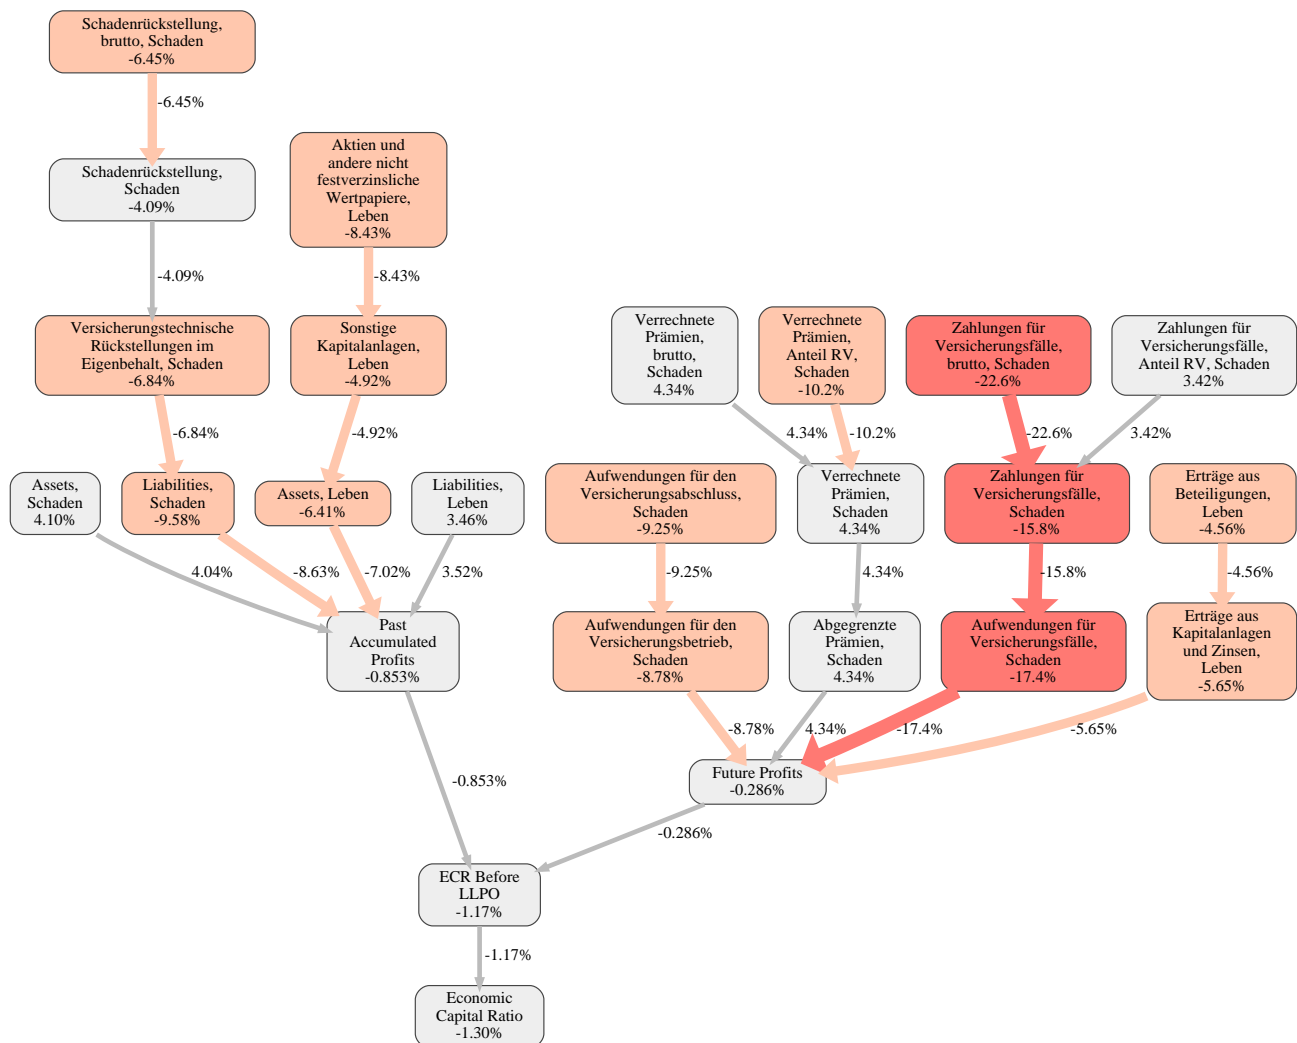 Schadenrückstellung,
brutto, Schaden
-6.45%
-6.45%
Schadenrückstellung,
Schaden
-4.09%
Aktien und
andere nicht
festverzinsliche
Wertpapiere,
Leben
-8.43%
-4.09%
-8.43%
Versicherungstechnische
Rückstellungen im
Eigenbehalt, Schaden
-6.84%
Sonstige
Kapitalanlagen,
Leben
-4.92%
Verrechnete
Prämien,
brutto,
Schaden
4.34%
Verrechnete
Prämien,
Anteil RV,
Schaden
-10.2%
Zahlungen für
Versicherungsfälle,
brutto, Schaden
-22.6%
Zahlungen für
Versicherungsfälle,
Anteil RV, Schaden
3.42%
-6.84%
-4.92%
4.34%
-10.2%
-22.6%
3.42%
Assets,
Schaden
4.10%
Liabilities,
Schaden
-9.58%
Assets, Leben
-6.41%
Liabilities,
Leben
3.46%
Aufwendungen für den
Versicherungsabschluss,
Schaden
-9.25%
Verrechnete
Prämien,
Schaden
4.34%
Zahlungen für
Versicherungsfälle,
Schaden
-15.8%
Erträge aus
Beteiligungen,
Leben
-4.56%
4.04%
-8.63%
-7.02%
3.52%
-9.25%
4.34%
-15.8%
-4.56%
Past
Accumulated
Profits
-0.853%
Aufwendungen für den
Versicherungsbetrieb,
Schaden
-8.78%
Abgegrenzte
Prämien,
Schaden
4.34%
Aufwendungen für
Versicherungsfälle,
Schaden
-17.4%
Erträge aus
Kapitalanlagen
und Zinsen,
Leben
-5.65%
-8.78%
4.34%
-17.4%
-5.65%
-0.853%
Future Profits
-0.286%
-0.286%
ECR Before
LLPO
-1.17%
-1.17%
Economic
Capital Ratio
-1.30%